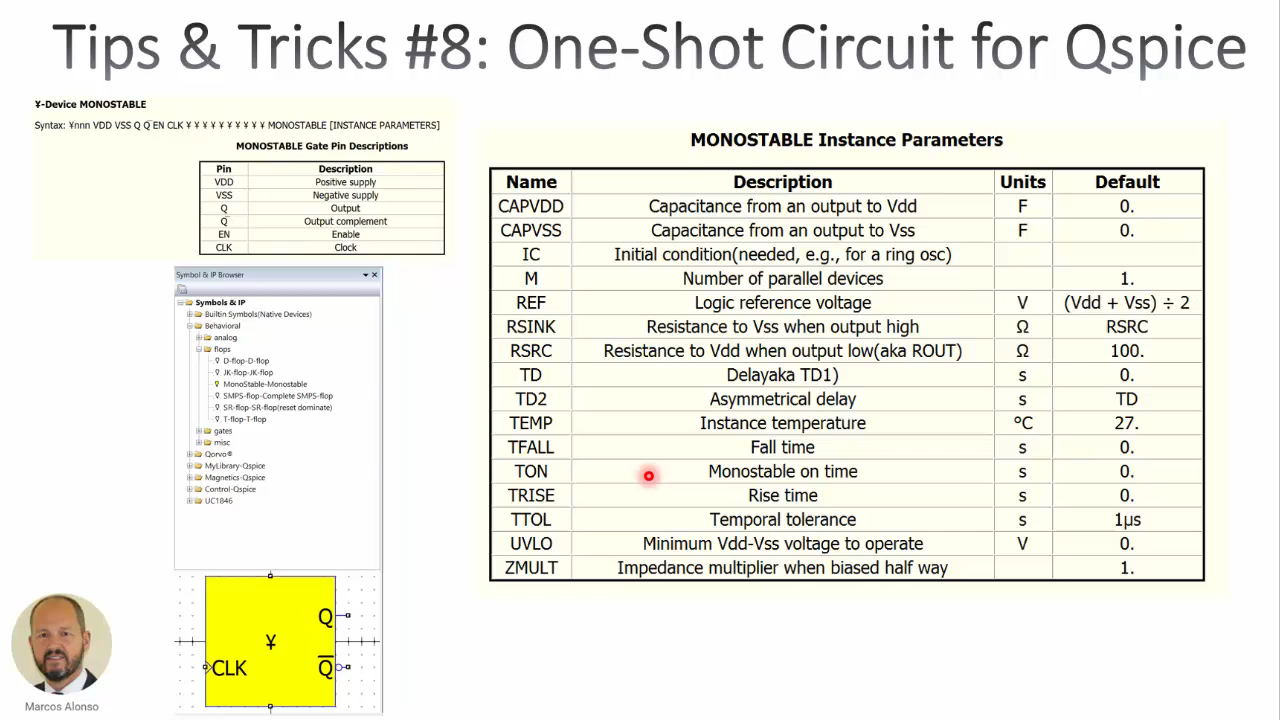 Tips & Tricks #8: One-Shot Circuit for Qspice
¥-Device MONOSTABLE
Syntax: ¥nnn VDD VSS Q Q̅ EN CLK ¥ ¥ ¥ ¥ ¥ ¥ ¥ ¥ ¥ ¥ MONOSTABLE [INSTANCE PARAMETERS]
MONOSTABLE Gate Pin Descriptions
Pin Description
VDD Positive supply
VSS Negative supply
Q Output
Q̅ Output complement
EN Enable
CLK Clock
Symbol & IP Browser
Symbols & IP
Builtin Symbols(Native Devices)
Behavioral
analog
flops
D-flop-D-flop
JK-flop-JK-flop
MonoStable-Monostable
SMPS-flop-Complete SMPS-flop
SR-flop-SR-flop(reset dominate)
T-flop-T-flop
gates
misc
Qorvo®
MyLibrary-Qspice
Magnetics-Qspice
Control-Qspice
UC1846
Q
¥
CLK Q̅
Marcos Alonso
MONOSTABLE Instance Parameters
Name Description Units Default
CAPVDD Capacitance from an output to Vdd F 0.
CAPVSS Capacitance from an output to Vss F 0.
IC Initial condition(needed, e.g., for a ring osc)
M Number of parallel devices 1.
REF Logic reference voltage V (Vdd + Vss) ÷ 2
RSINK Resistance to Vss when output high Ω RSRC
RSRC Resistance to Vdd when output low(aka ROUT) Ω 100.
TD Delayaka TD1) s 0.
TD2 Asymmetrical delay s TD
TEMP Instance temperature °C 27.
TFALL Fall time s 0.
TON Monostable on time s 0.
TRISE Rise time s 0.
TTOL Temporal tolerance s 1µs
UVLO Minimum Vdd-Vss voltage to operate V 0.
ZMULT Impedance multiplier when biased half way 1.